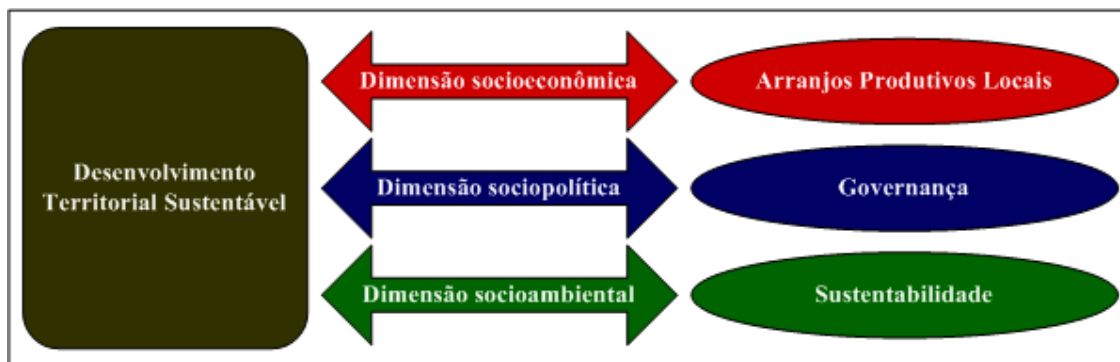 Desenvolvimento
Territorial Sustentável
Dimensão socioeconômica
Arranjos Produtivos Locais
Dimensão sociopolítica
Governança
Dimensão socioambiental
Sustentabilidade